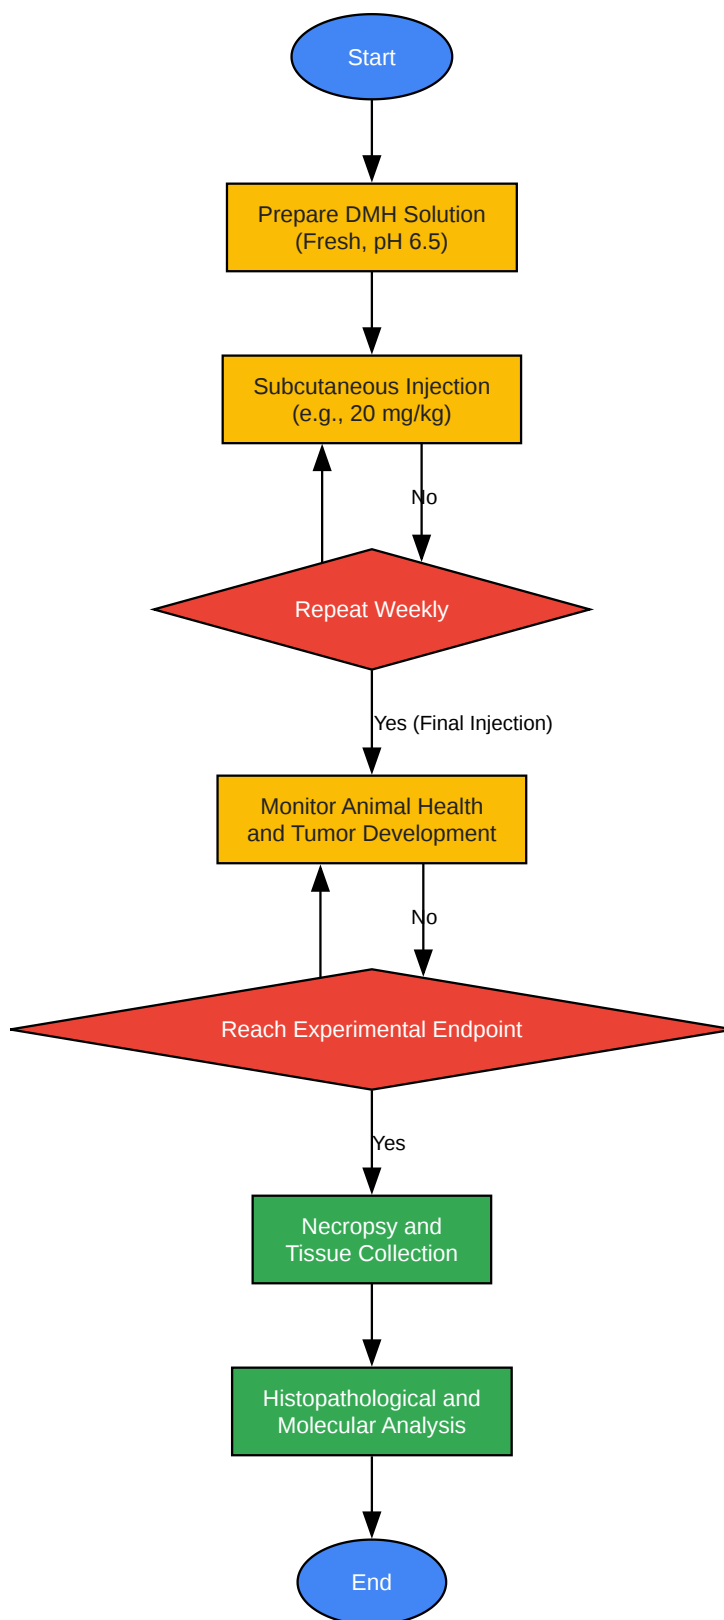 Start
Prepare DMH Solution
(Fresh, pH 6.5)
Subcutaneous Injection
(e.g., 20 mg/kg)
No
Repeat Weekly
Yes (Final Injection)
Monitor Animal Health
and Tumor Development
No
Reach Experimental Endpoint
Yes
Necropsy and
Tissue Collection
Histopathological and
Molecular Analysis
End